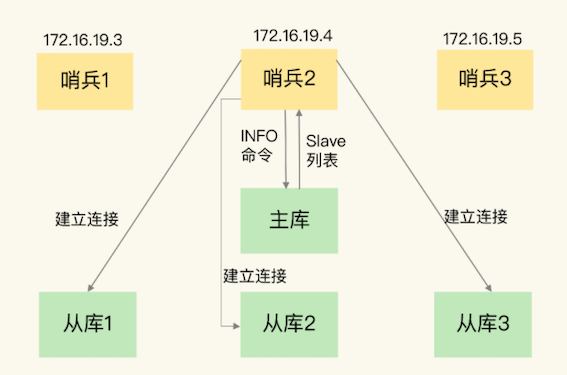 172.16.19.3
172.16.19.4
172.16.19.5
哨兵1
哨兵2
哨兵3
INFO
命令
Slave
列表
主库
建立连接
建立连接
建立连接
从库1
从库2
从库3